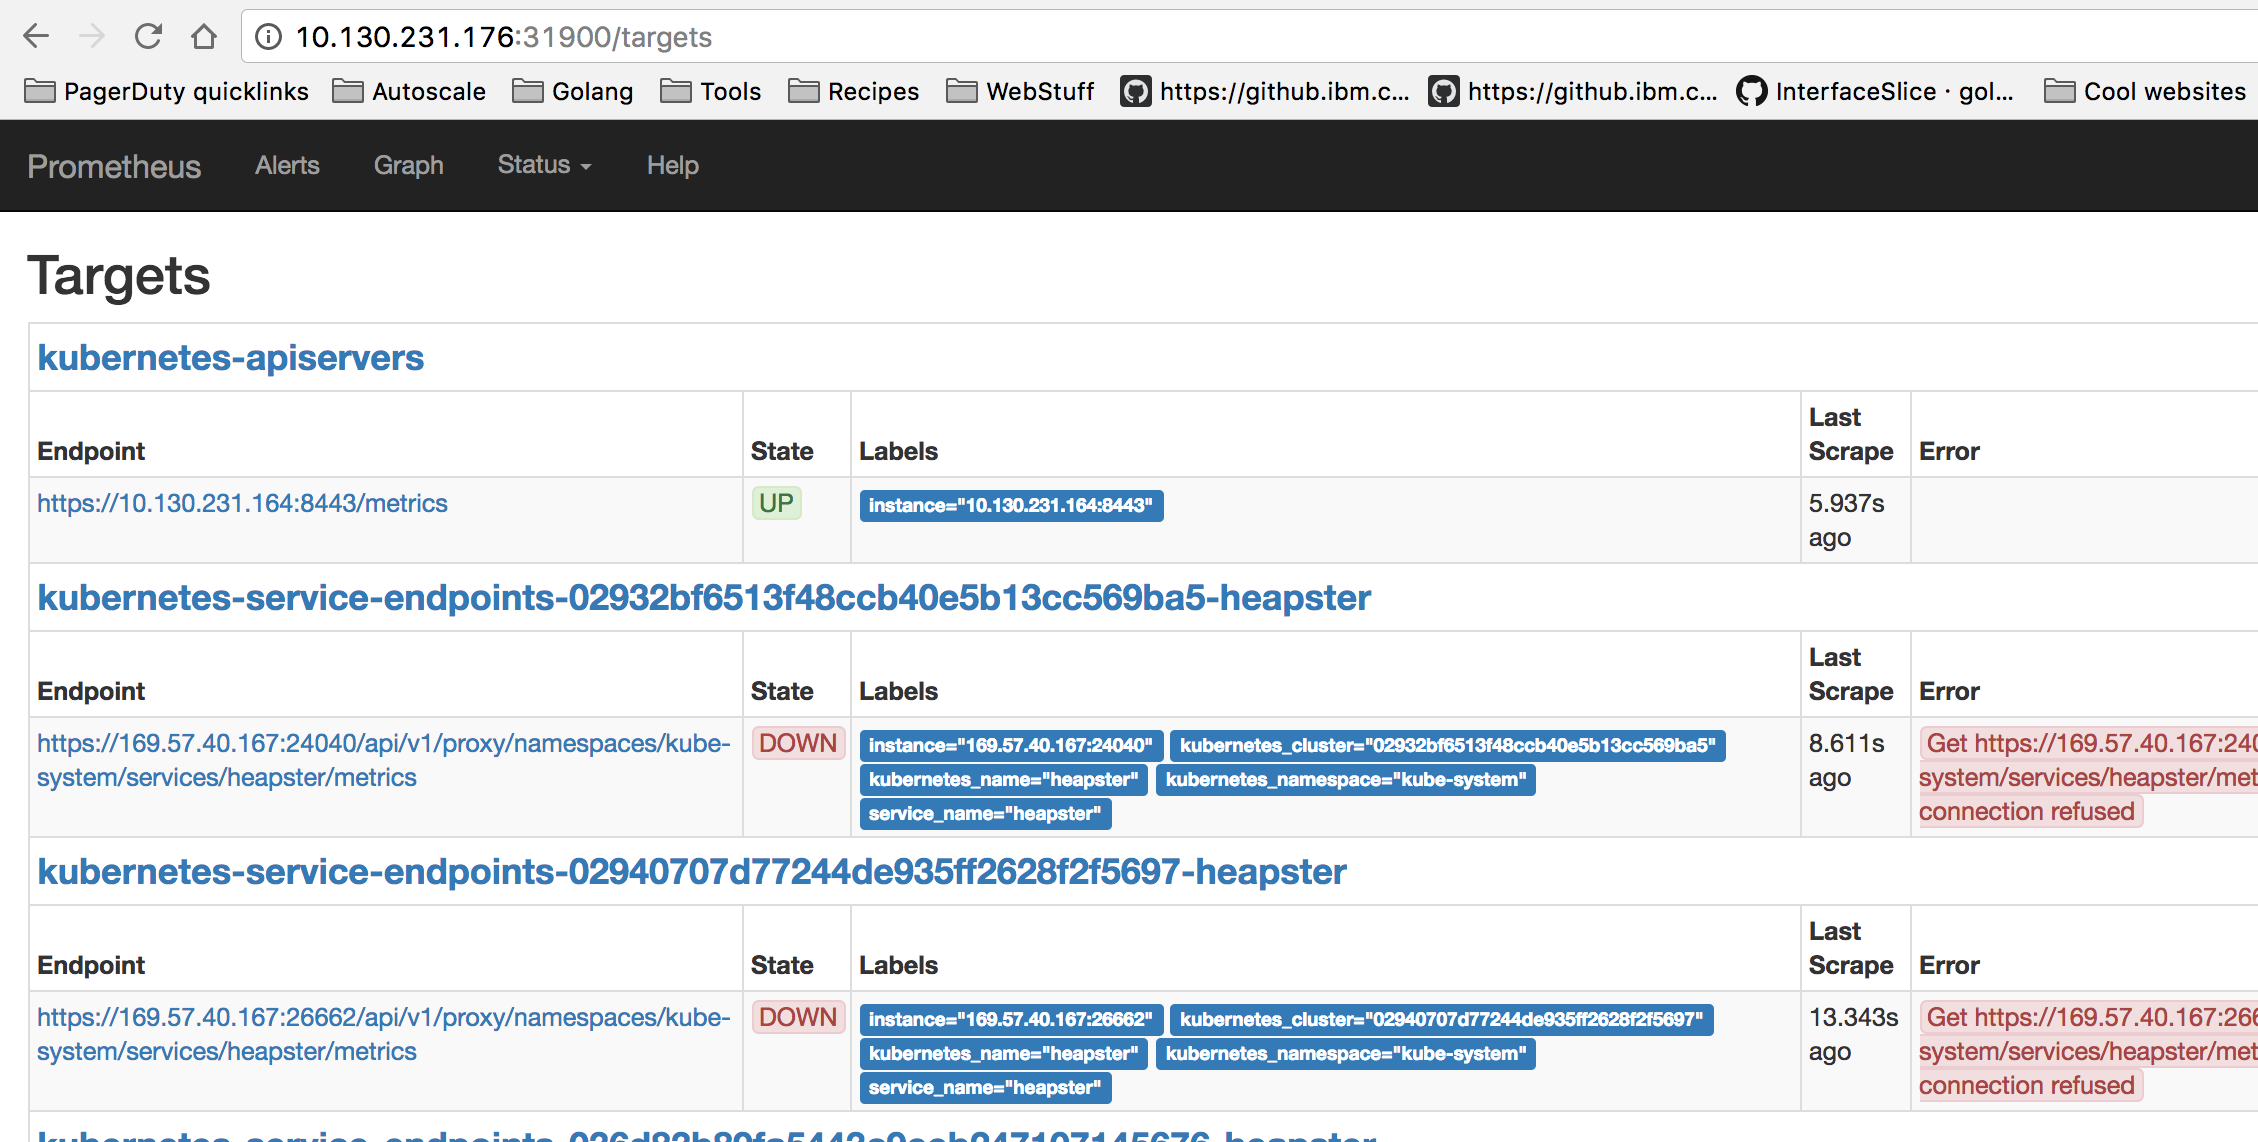 10.130.231.176:31900/targets
PagerDuty quicklinks Autoscale Golang Tools Recipes WebStuff https://github.ibm.c... https://github.ibm.c... InterfaceSlice · gol... Cool websites
Prometheus Alerts Graph Status Help
Targets
kubernetes-apiservers
Endpoint State Labels Last Scrape Error
https://10.130.231.164:8443/metrics UP instance="10.130.231.164:8443" 5.937s ago
kubernetes-service-endpoints-02932bf6513f48ccb40e5b13cc569ba5-heapster
Endpoint State Labels Last Scrape Error
https://169.57.40.167:24040/api/v1/proxy/namespaces/kube- DOWN instance="169.57.40.167:24040" kubernetes_cluster="02932bf6513f48ccb40e5b13cc569ba5" 8.611s Get https://169.57.40.167:240
system/services/heapster/metrics kubernetes_name="heapster" kubernetes_namespace="kube-system" ago system/services/heapster/met
service_name="heapster" connection refused
kubernetes-service-endpoints-02940707d77244de935ff2628f2f5697-heapster
Endpoint State Labels Last Scrape Error
https://169.57.40.167:26662/api/v1/proxy/namespaces/kube- DOWN instance="169.57.40.167:26662" kubernetes_cluster="02940707d77244de935ff2628f2f5697" 13.343s Get https://169.57.40.167:266
system/services/heapster/metrics kubernetes_name="heapster" kubernetes_namespace="kube-system" ago system/services/heapster/met
service_name="heapster" connection refused